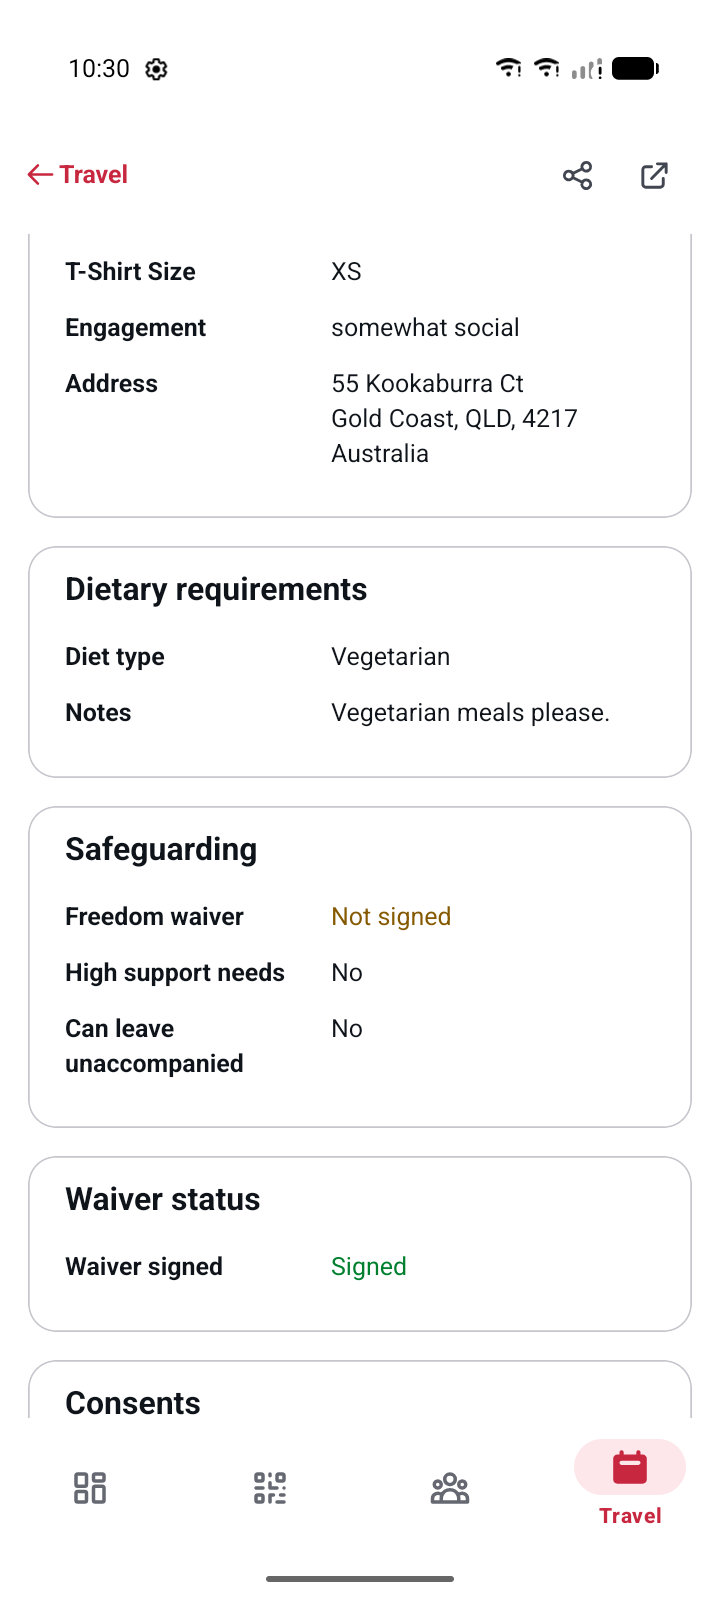 10:30
Travel
T-Shirt Size XS
Engagement somewhat social
Address 55 Kookaburra Ct
Gold Coast, QLD, 4217
Australia
Dietary requirements
Diet type Vegetarian
Notes Vegetarian meals please.
Safeguarding
Freedom waiver Not signed
High support needs No
Can leave No
unaccompanied
Waiver status
Waiver signed Signed
Consents
Travel